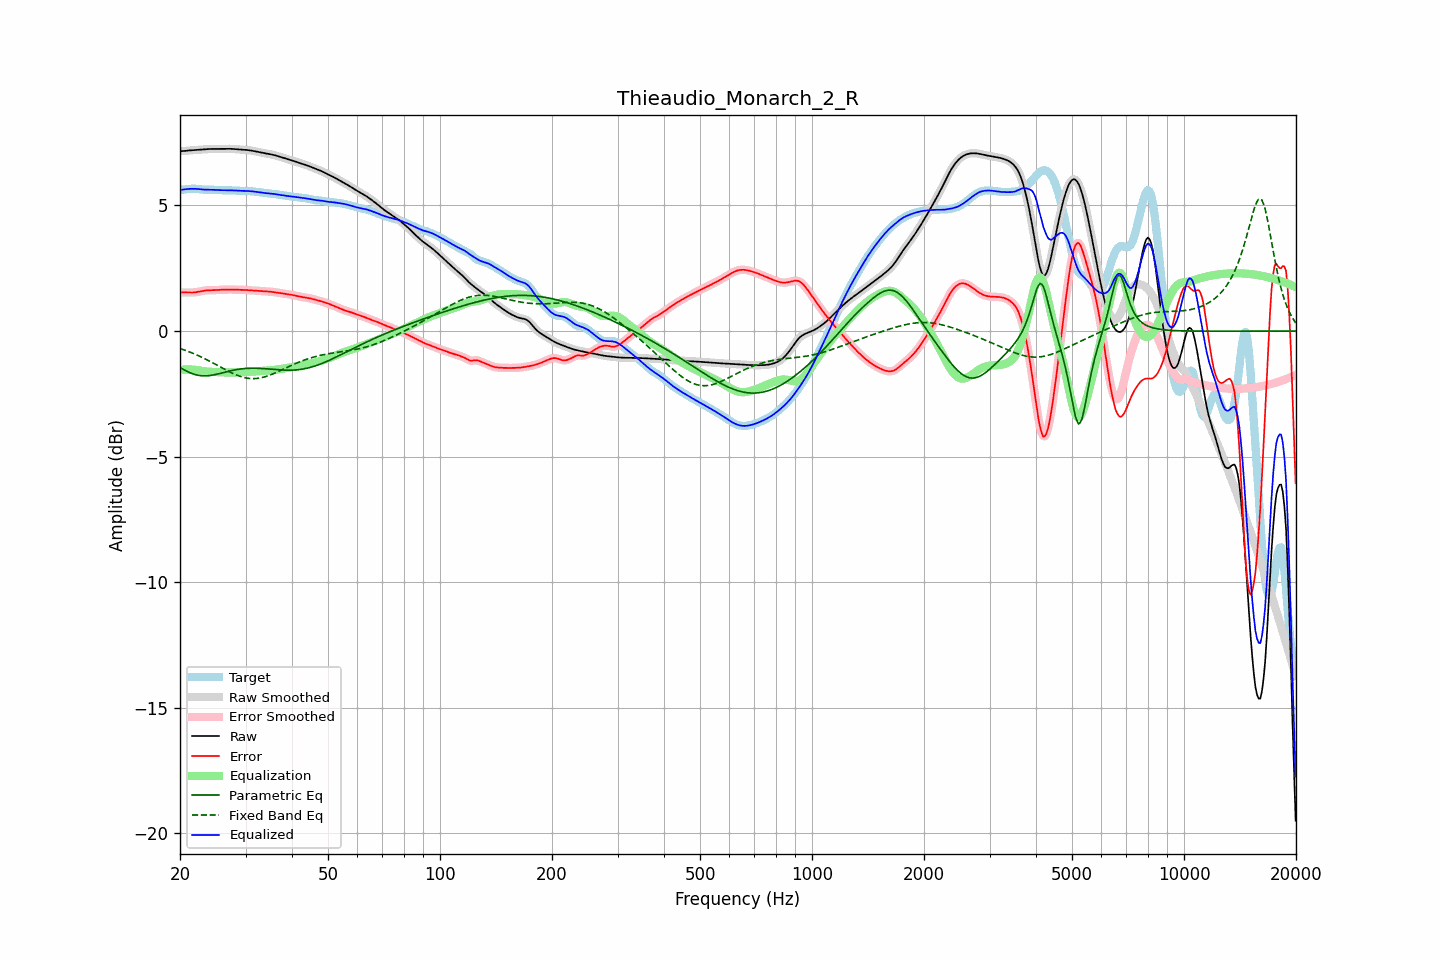 Thieaudio_Monarch_2_R
Amplitude (dBr)
5
0
−5
−10
−15
−20
Target
Raw Smoothed
Error Smoothed
Raw
Error
Equalization
Parametric Eq
Fixed Band Eq
Equalized
20 50 100 200 500 1000 2000 5000 10000 20000
Frequency (Hz)